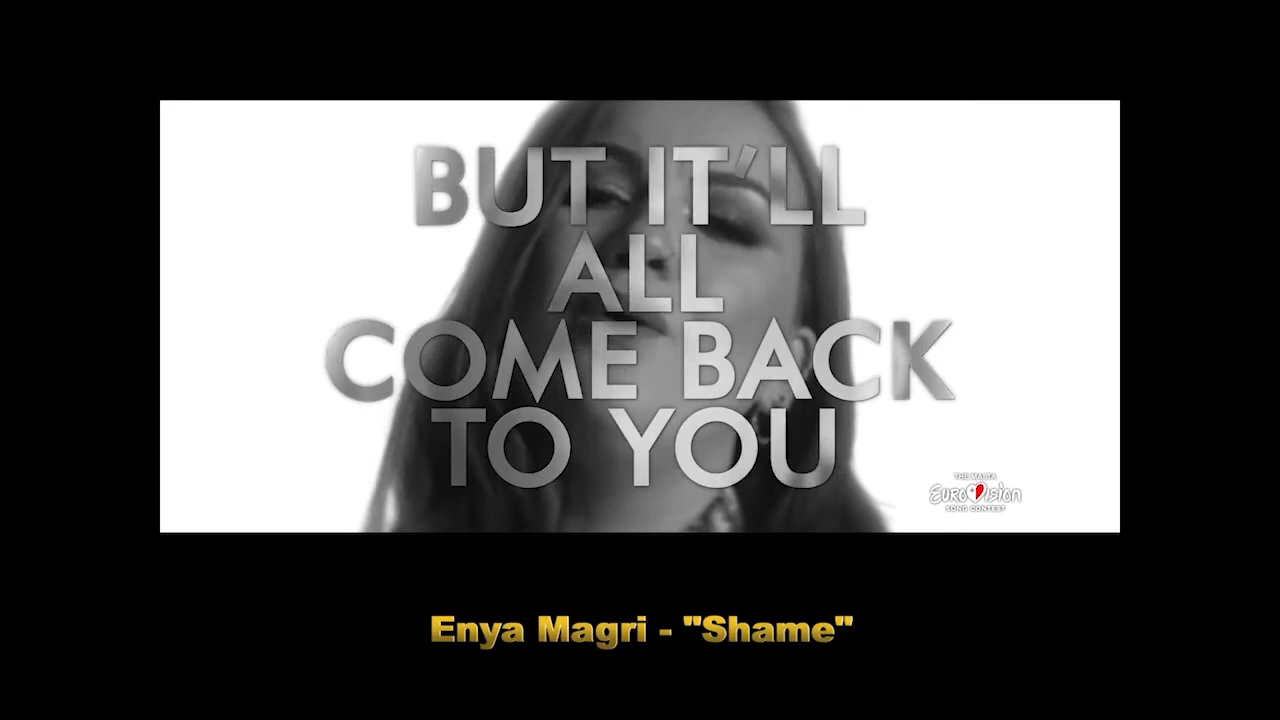 BUT IT'LL
ALL
COME BACK
TO YOU
THE MALTA
EUROVISION
SONG CONTEST
Enya Magri - "Shame"